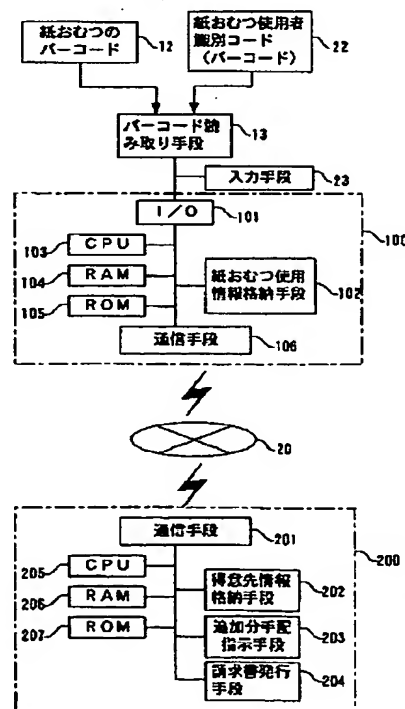 紙おむつの
バーコード
12
紙おむつ使用者
識別コード
(バーコード)
22
バーコード読
み取り手段
13
入力手段
23
I/O
101
100
CPU
103
RAM
104
ROM
105
紙おむつ使用
情報格納手段
102
通信手段
106
20
通信手段
201
200
CPU
205
RAM
206
ROM
207
得意先情報
格納手段
202
追加分手配
指示手段
203
請求書発行
手段
204